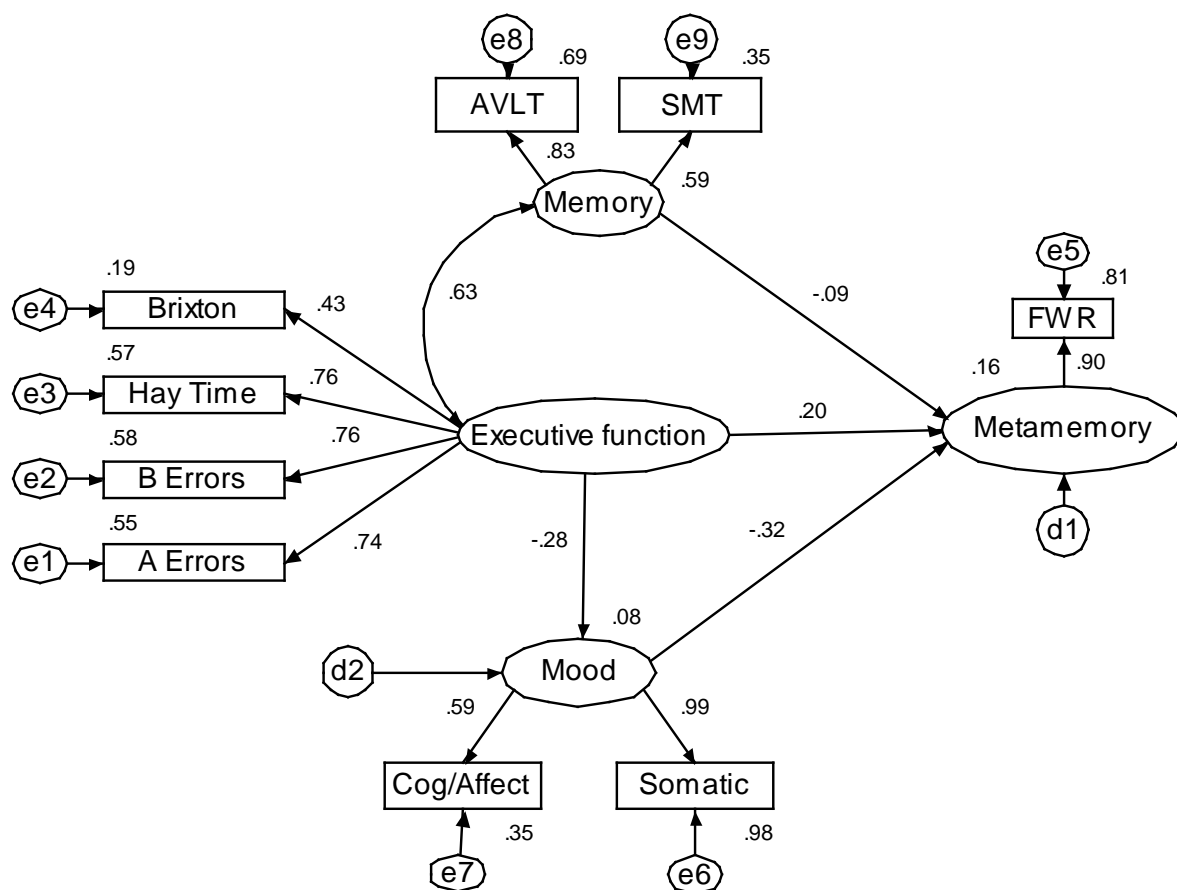 e8
e9
.69
.35
AVLT
SMT
.83
.59
Memory
e5
.19
.81
e4
Brixton
.43
.63
-.09
FWR
.57
.16
.90
e3
Hay Time
.76
.20
Executive function
Metamemory
.76
.58
e2
B Errors
.55
.74
-.28
-.32
d1
e1
A Errors
.08
d2
Mood
.59
.99
Cog/Affect
Somatic
.35
.98
e7
e6